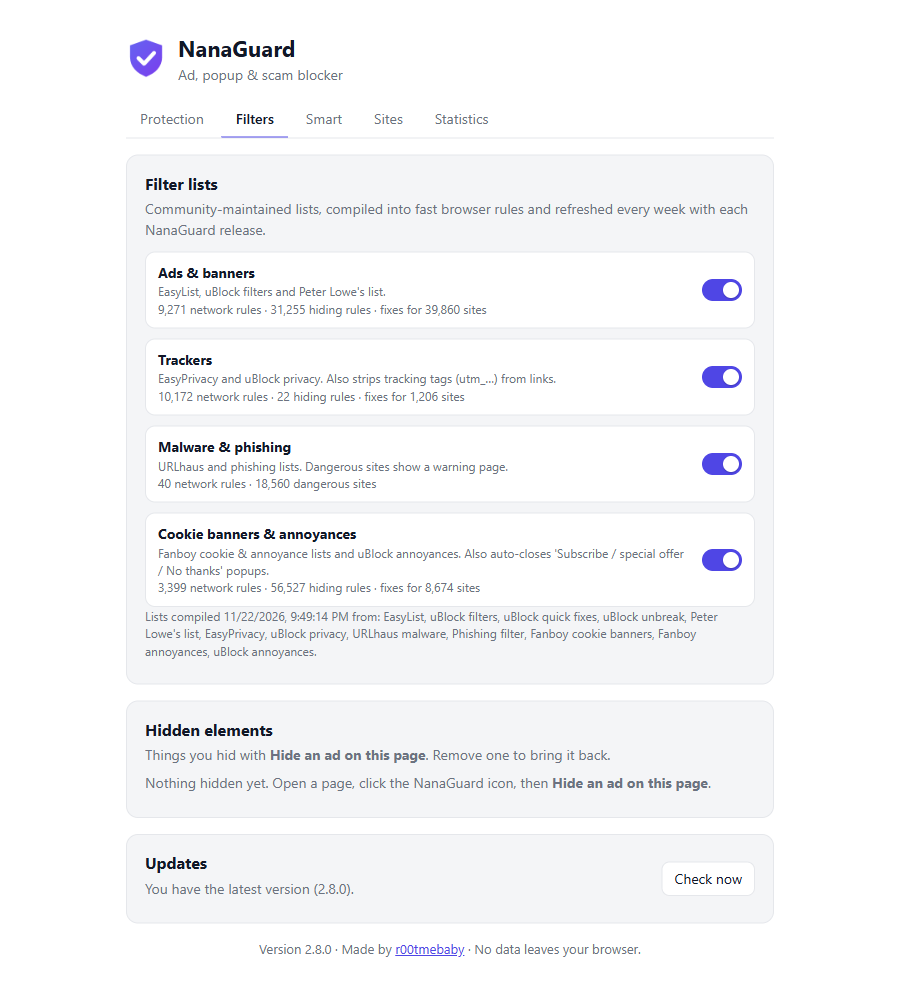 NanaGuard
Ad, popup & scam blocker
Protection Filters Smart Sites Statistics
Filter lists
Community-maintained lists, compiled into fast browser rules and refreshed every week with each
NanaGuard release.
Ads & banners
EasyList, uBlock filters and Peter Lowe's list.
9,271 network rules · 31,255 hiding rules · fixes for 39,860 sites
Trackers
EasyPrivacy and uBlock privacy. Also strips tracking tags (utm_...) from links.
10,172 network rules · 22 hiding rules · fixes for 1,206 sites
Malware & phishing
URLhaus and phishing lists. Dangerous sites show a warning page.
40 network rules · 18,560 dangerous sites
Cookie banners & annoyances
Fanboy cookie & annoyance lists and uBlock annoyances. Also auto-closes 'Subscribe / special offer
/ No thanks' popups.
3,399 network rules · 56,527 hiding rules · fixes for 8,674 sites
Lists compiled 11/22/2026, 9:49:14 PM from: EasyList, uBlock filters, uBlock quick fixes, uBlock unbreak, Peter
Lowe's list, EasyPrivacy, uBlock privacy, URLhaus malware, Phishing filter, Fanboy cookie banners, Fanboy
annoyances, uBlock annoyances.
Hidden elements
Things you hid with Hide an ad on this page. Remove one to bring it back.
Nothing hidden yet. Open a page, click the NanaGuard icon, then Hide an ad on this page.
Updates
You have the latest version (2.8.0).
Check now
Version 2.8.0 · Made by r00tmebaby · No data leaves your browser.